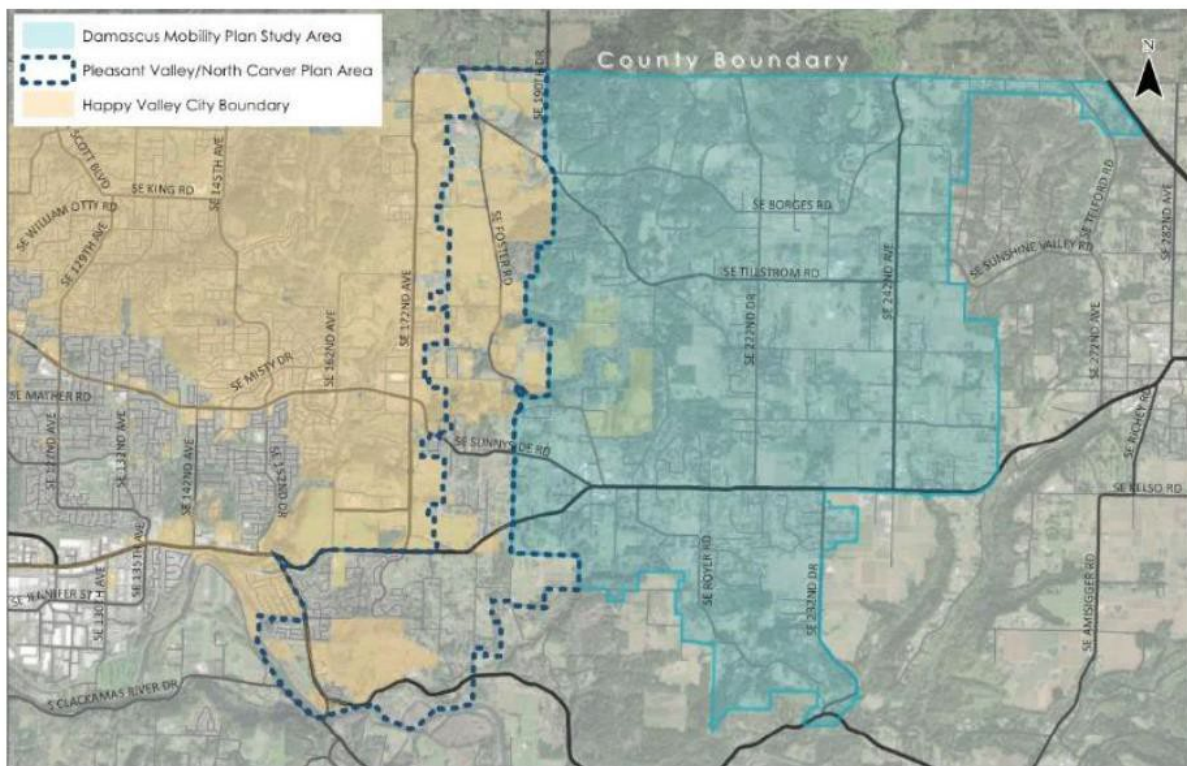 Damascus Mobility Plan Study Area
Pleasant Valley/North Carver Plan Area
Happy Valley City Boundary
County Boundary
N
SE 190TH DR
SCOTT BLVD
SE 145TH AVE
SE KING RD
SE WILLIAM OTTY RD
SE 129TH AVE
SE FOSTER RD
SE BORGES RD
SE TELFORD RD
SE 282ND AVE
SE SUNSHINE VALLEY RD
SE TILLSTROM RD
SE 242ND AVE
SE 172ND AVE
SE 162ND AVE
SE 222ND DR
SE 272ND AVE
SE MISTY DR
SE MATHER RD
SE RICHEY RD
SE SUNNYSIDE RD
SE 132ND AVE
SE 142ND AVE
SE 152ND DR
SE KELSO RD
SE 135TH AVE
SE JENNIFER ST
SE 130TH AVE
SE ROYER RD
SE 232ND DR
SE AMISIGGER RD
S CLACKAMAS RIVER DR